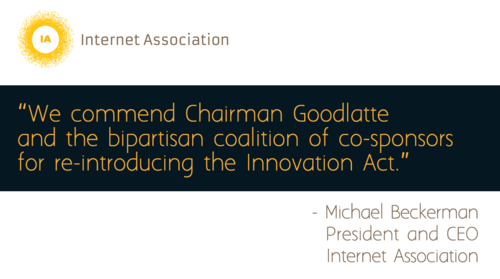 IA
Internet Association
“We commend Chairman Goodlatte
and the bipartisan coalition of co-sponsors
for re-introducing the Innovation Act.”
- Michael Beckerman
President and CEO
Internet Association